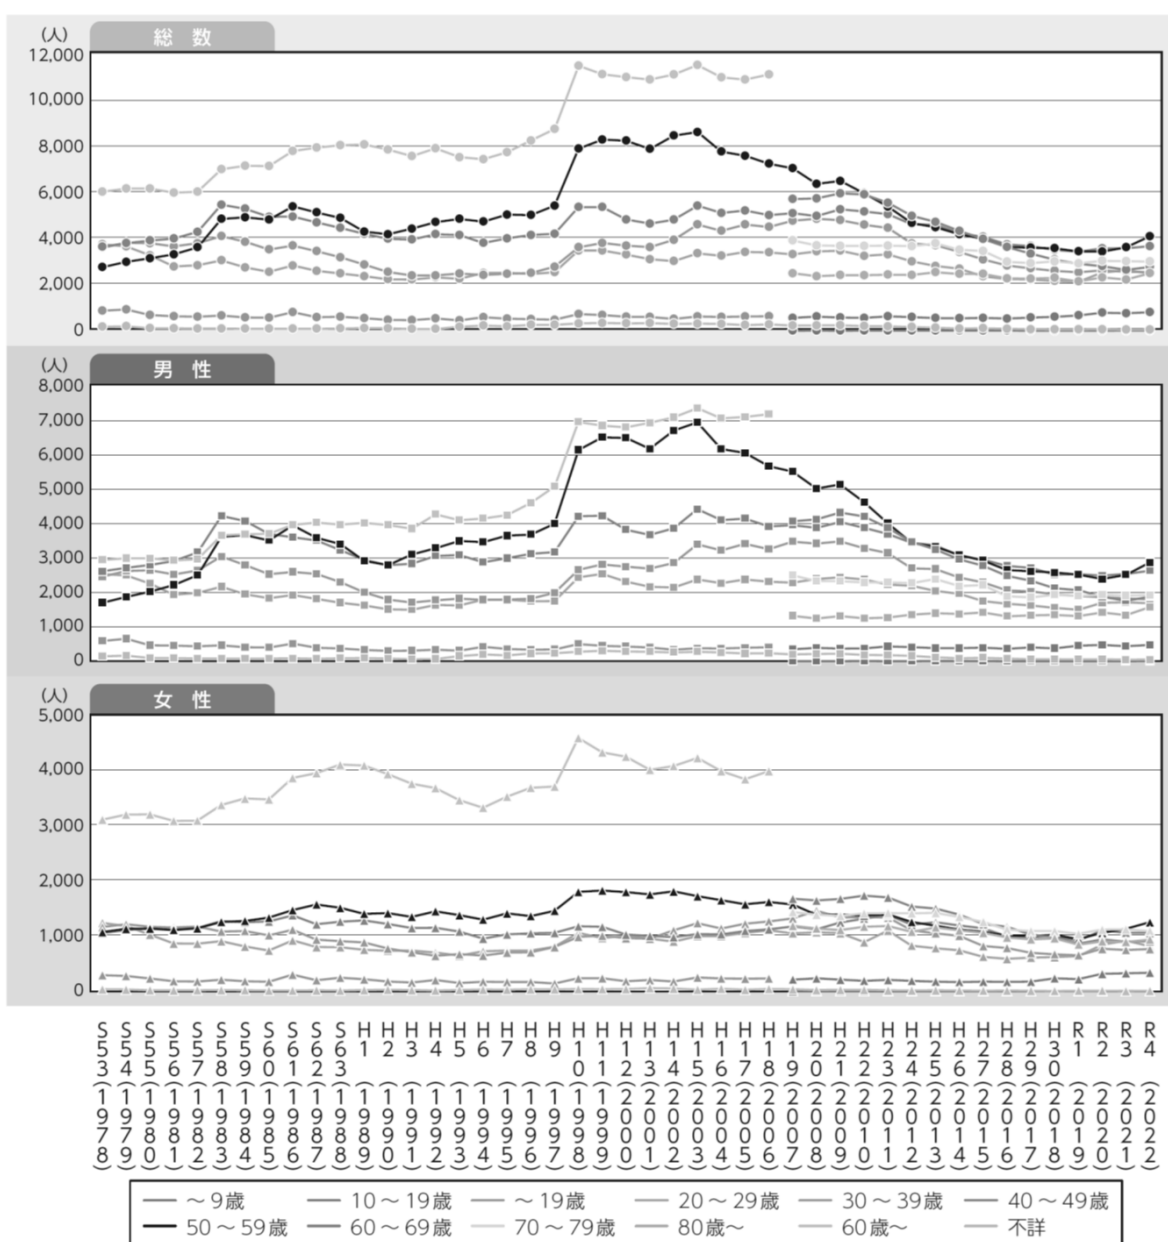 (人)
総 数
12,000
10,000
8,000
6,000
4,000
2,000
0
(人)
男 性
8,000
7,000
6,000
5,000
4,000
3,000
2,000
1,000
0
(人)
女 性
5,000
4,000
3,000
2,000
1,000
0
S53(1978)
S54(1979)
S55(1980)
S56(1981)
S57(1982)
S58(1983)
S59(1984)
S60(1985)
S61(1986)
S62(1987)
S63(1988)
H1(1989)
H2(1990)
H3(1991)
H4(1992)
H5(1993)
H6(1994)
H7(1995)
H8(1996)
H9(1997)
H10(1998)
H11(1999)
H12(2000)
H13(2001)
H14(2002)
H15(2003)
H16(2004)
H17(2005)
H18(2006)
H19(2007)
H20(2008)
H21(2009)
H22(2010)
H23(2011)
H24(2012)
H25(2013)
H26(2014)
H27(2015)
H28(2016)
H29(2017)
H30(2018)
R1(2019)
R2(2020)
R3(2021)
R4(2022)
～9歳 10～19歳 ～19歳 20～29歳 30～39歳 40～49歳
50～59歳 60～69歳 70～79歳 80歳～ 60歳～ 不詳